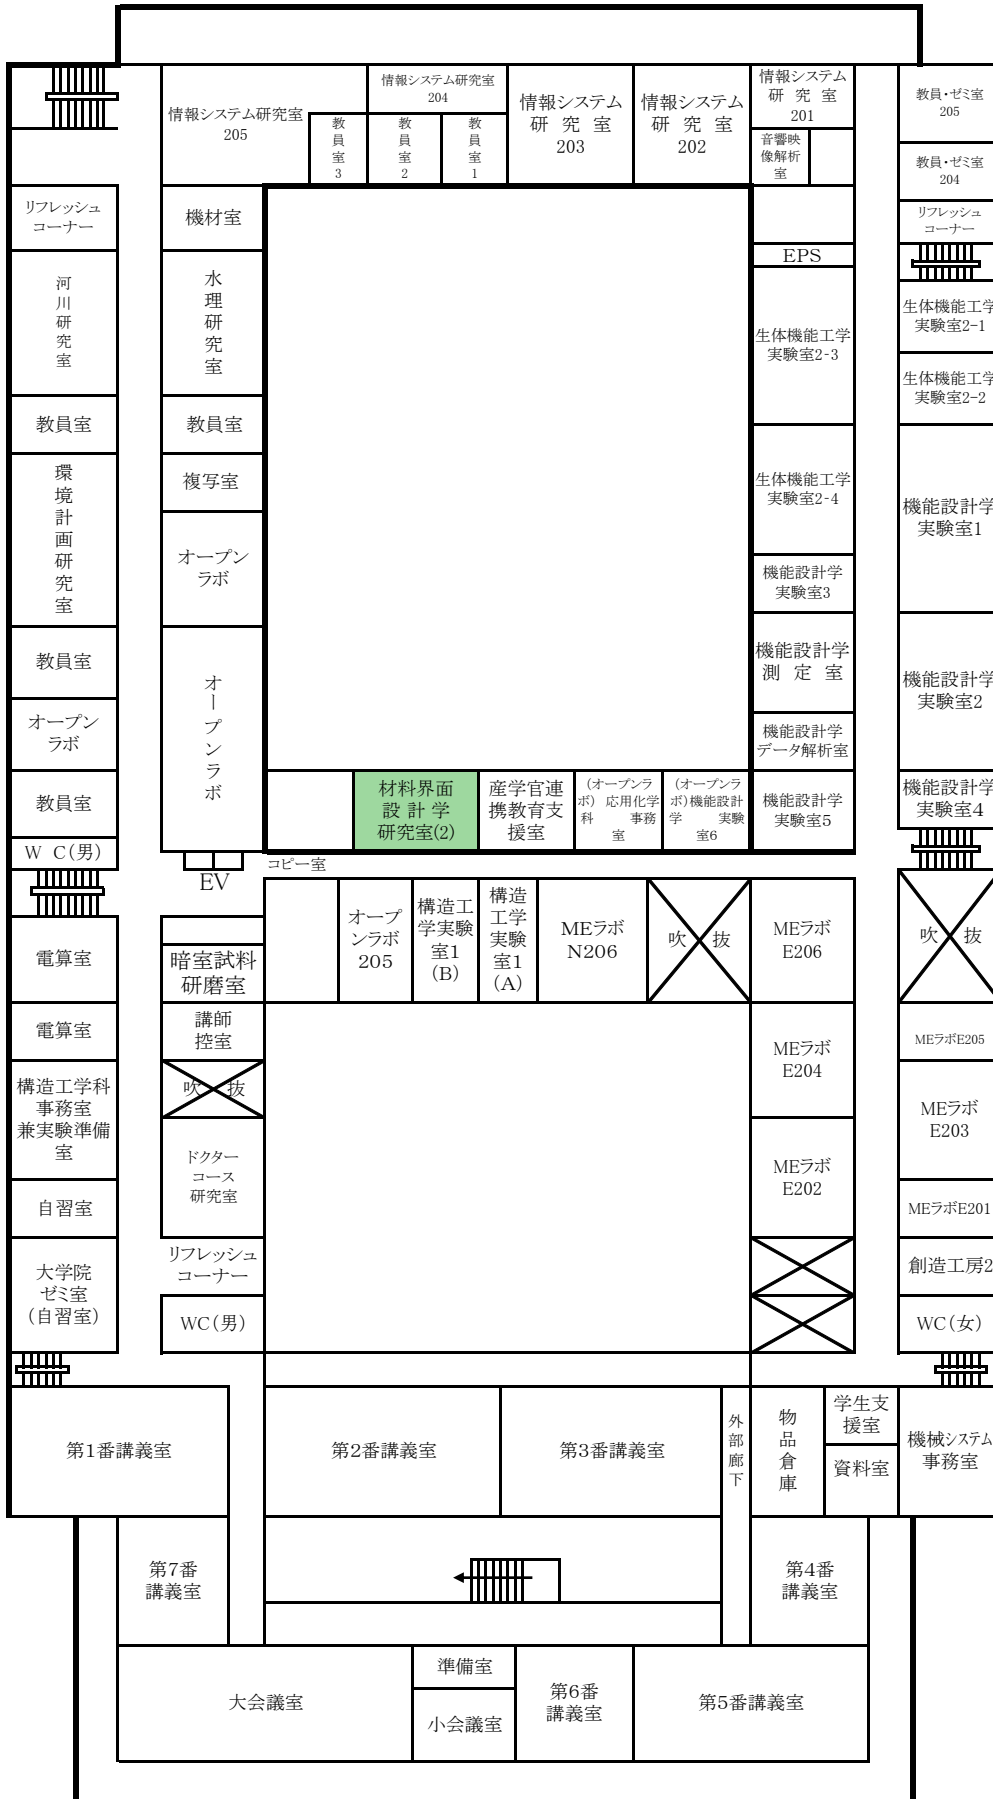 情報システム研究室
205
教
員
室
3
情報システム研究室
204
教
員
室
2
教
員
室
1
情報システム
研 究 室
203
情報システム
研 究 室
202
情報システム
研 究 室
201
音響映
像解析
室
教員・ゼミ室
205
教員・ゼミ室
204
リフレッシュ
コーナー
リフレッシュ
コーナー
機材室
EPS
河
川
研
究
室
水
理
研
究
室
生体機能工学
実験室2-3
生体機能工学
実験室2-1
生体機能工学
実験室2-2
教員室
教員室
環
境
計
画
研
究
室
複写室
オープン
ラボ
生体機能工学
実験室2-4
機能設計学
実験室3
機能設計学
実験室1
教員室
オープン
ラボ
教員室
W C(男)
オ
ー
プ
ン
ラ
ボ
機能設計学
測 定 室
機能設計学
データ解析室
機能設計学
実験室2
材料界面
設 計 学
研究室(2)
産学官連
携教育支
援室
(オープンラ
ボ) 応用化学
科 事務
室
(オープンラ
ボ)機能設計
学 実験
室6
機能設計学
実験室5
機能設計学
実験室4
コピー室
EV
電算室
暗室試料
研磨室
オープ
ンラボ
205
構造工
学実験
室1
(B)
構造
工学
実験
室1
(A)
MEラボ
N206
吹 抜
MEラボ
E206
吹 抜
電算室
講師
控室
MEラボ
E204
MEラボE205
構造工学科
事務室
兼実験準備
室
吹 抜
MEラボ
E203
ドクター
コース
研究室
MEラボ
E202
自習室
MEラボE201
大学院
ゼミ室
(自習室)
リフレッシュ
コーナー
創造工房2
WC(男)
WC(女)
第1番講義室
第2番講義室
第3番講義室
外
部
廊
下
物
品
倉
庫
学生支
援室
資料室
機械システム
事務室
第7番
講義室
第4番
講義室
大会議室
準備室
小会議室
第6番
講義室
第5番講義室